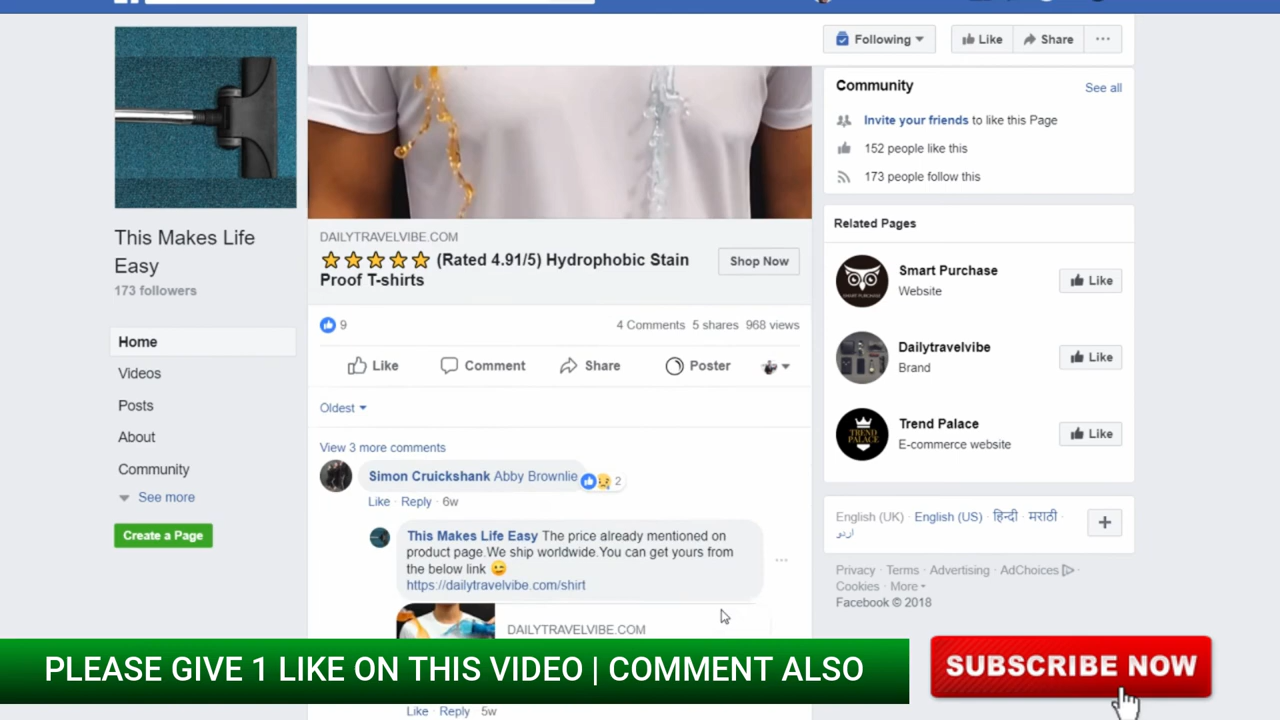 Following
Like
Share
This Makes Life
Easy
173 followers
Home
Videos
Posts
About
Community
See more
Create a Page
DAILYTRAVELVIBE.COM
(Rated 4.91/5) Hydrophobic Stain
Proof T-shirts
Shop Now
9
4 Comments 5 shares 968 views
Like Comment Share Poster
Oldest
View 3 more comments
Simon Cruickshank Abby Brownlie
2
Like · Reply · 6w
This Makes Life Easy The price already mentioned on
product page.We ship worldwide.You can get yours from
the below link 😉
https://dailytravelvibe.com/shirt
DAILYTRAVELVIBE.COM
Like · Reply · 5w
Community
See all
Invite your friends to like this Page
152 people like this
173 people follow this
Related Pages
Smart Purchase
Website
Like
SMART PURCHASE
Dailytravelvibe
Brand
Like
Trend Palace
E-commerce website
Like
TREND
PALACE
English (UK) · English (US) · हिन्दी · मराठी ·
اردو
Privacy · Terms · Advertising · AdChoices ·
Cookies · More
Facebook © 2018
PLEASE GIVE 1 LIKE ON THIS VIDEO | COMMENT ALSO
SUBSCRIBE NOW